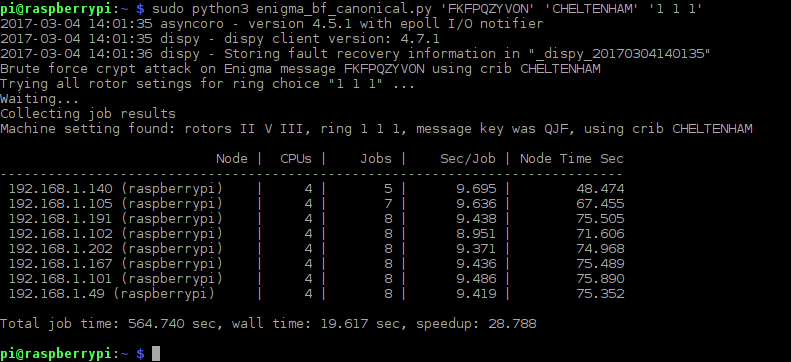 pi@raspberrypi:~ $ sudo python3 enigma_bf_canonical.py 'FKFPQZYVON' 'CHELTENHAM' '1 1 1'
2017-03-04 14:01:35 asyncoro - version 4.5.1 with epoll I/O notifier
2017-03-04 14:01:35 dispy - dispy client version: 4.7.1
2017-03-04 14:01:36 dispy - Storing fault recovery information in "_dispy_20170304140135"
Brute force crypt attack on Enigma message FKFPQZYVON using crib CHELTENHAM
Trying all rotor setings for ring choice "1 1 1" ...
Waiting...
Collecting job results
Machine setting found: rotors II V III, ring 1 1 1, message key was QJF, using crib CHELTENHAM
Node | CPUs | Jobs | Sec/Job | Node Time Sec
------------------------------------------------------------------------------
192.168.1.140 (raspberrypi) | 4 | 5 | 9.695 | 48.474
192.168.1.105 (raspberrypi) | 4 | 7 | 9.636 | 67.455
192.168.1.191 (raspberrypi) | 4 | 8 | 9.438 | 75.505
192.168.1.102 (raspberrypi) | 4 | 8 | 8.951 | 71.606
192.168.1.202 (raspberrypi) | 4 | 8 | 9.371 | 74.968
192.168.1.167 (raspberrypi) | 4 | 8 | 9.436 | 75.489
192.168.1.101 (raspberrypi) | 4 | 8 | 9.486 | 75.890
192.168.1.49 (raspberrypi) | 4 | 8 | 9.419 | 75.352
Total job time: 564.740 sec, wall time: 19.617 sec, speedup: 28.788
pi@raspberrypi:~ $